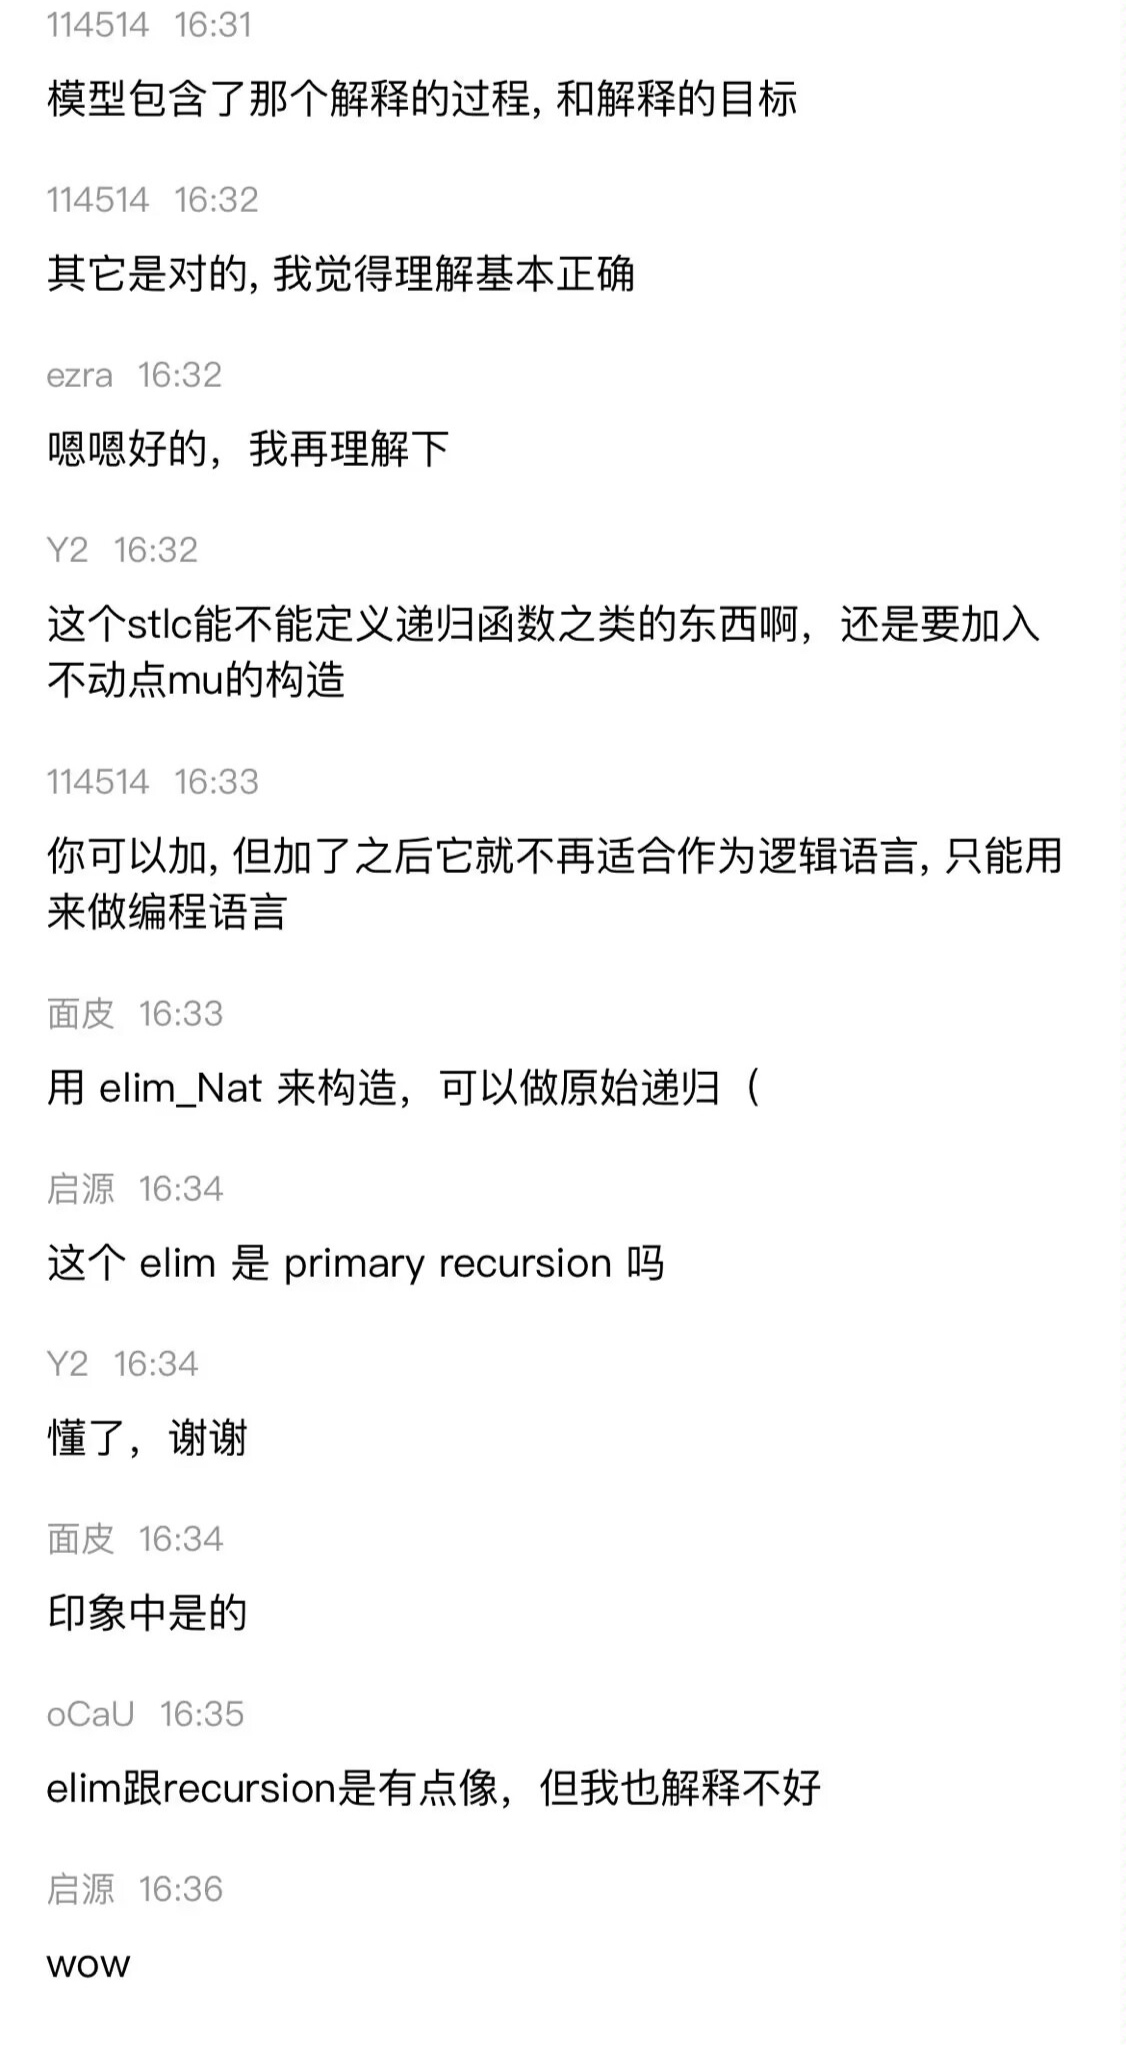 114514 16:31
模型包含了那个解释的过程, 和解释的目标
114514 16:32
其它是对的, 我觉得理解基本正确
ezra 16:32
嗯嗯好的，我再理解下
Y2 16:32
这个stlc能不能定义递归函数之类的东西啊，还是要加入
不动点mu的构造
114514 16:33
你可以加, 但加了之后它就不再适合作为逻辑语言, 只能用
来做编程语言
面皮 16:33
用 elim_Nat 来构造，可以做原始递归（
启源 16:34
这个 elim 是 primary recursion 吗
Y2 16:34
懂了，谢谢
面皮 16:34
印象中是的
oCaU 16:35
elim跟recursion是有点像，但我也解释不好
启源 16:36
wow